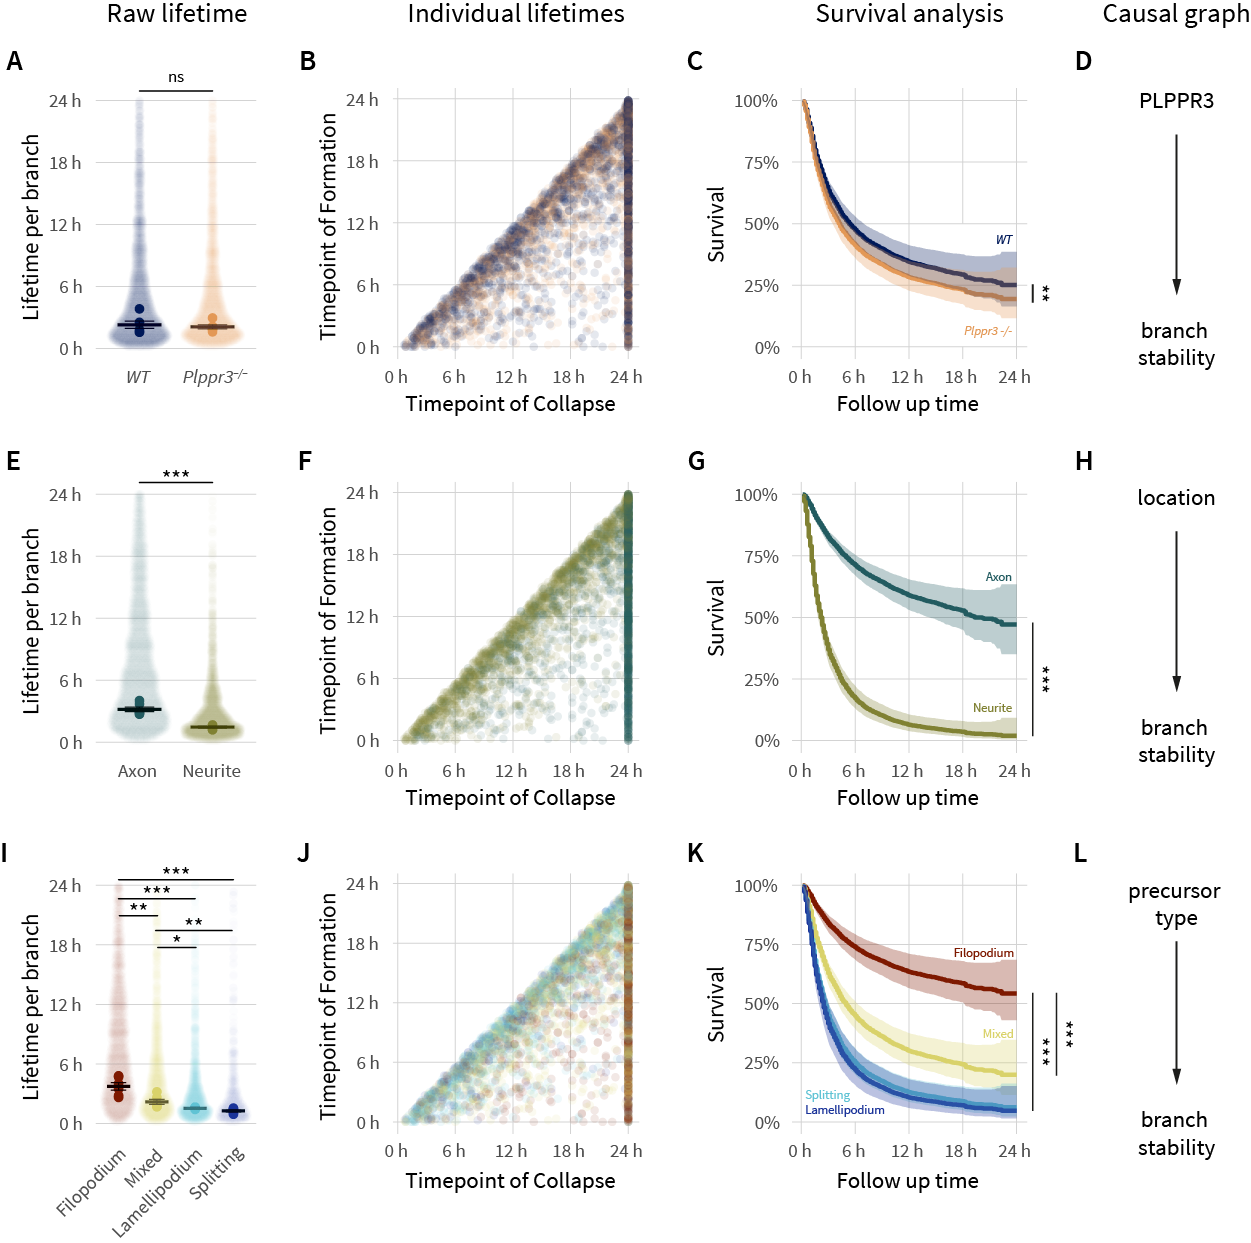 Raw lifetime
Individual lifetimes
Survival analysis
Causal graph
A
ns
24 h
18 h
12 h
6 h
0 h
Lifetime per branch
WT
Plppr3-/-
B
24 h
18 h
12 h
6 h
0 h
Timepoint of Formation
0 h
6 h
12 h
18 h
24 h
Timepoint of Collapse
C
100%
75%
50%
25%
0%
Survival
WT
Plppr3 -/-
**
0 h
6 h
12 h
18 h
24 h
Follow up time
D
PLPPR3
branch
stability
E
***
24 h
18 h
12 h
6 h
0 h
Lifetime per branch
Axon
Neurite
F
24 h
18 h
12 h
6 h
0 h
Timepoint of Formation
0 h
6 h
12 h
18 h
24 h
Timepoint of Collapse
G
100%
75%
50%
25%
0%
Survival
Axon
Neurite
***
0 h
6 h
12 h
18 h
24 h
Follow up time
H
location
branch
stability
I
***
***
**
**
*
24 h
18 h
12 h
6 h
0 h
Lifetime per branch
Filopodium
Mixed
Lamellipodium
Splitting
J
24 h
18 h
12 h
6 h
0 h
Timepoint of Formation
0 h
6 h
12 h
18 h
24 h
Timepoint of Collapse
K
100%
75%
50%
25%
0%
Survival
Filopodium
Mixed
Splitting
Lamellipodium
***
***
0 h
6 h
12 h
18 h
24 h
Follow up time
L
precursor
type
branch
stability